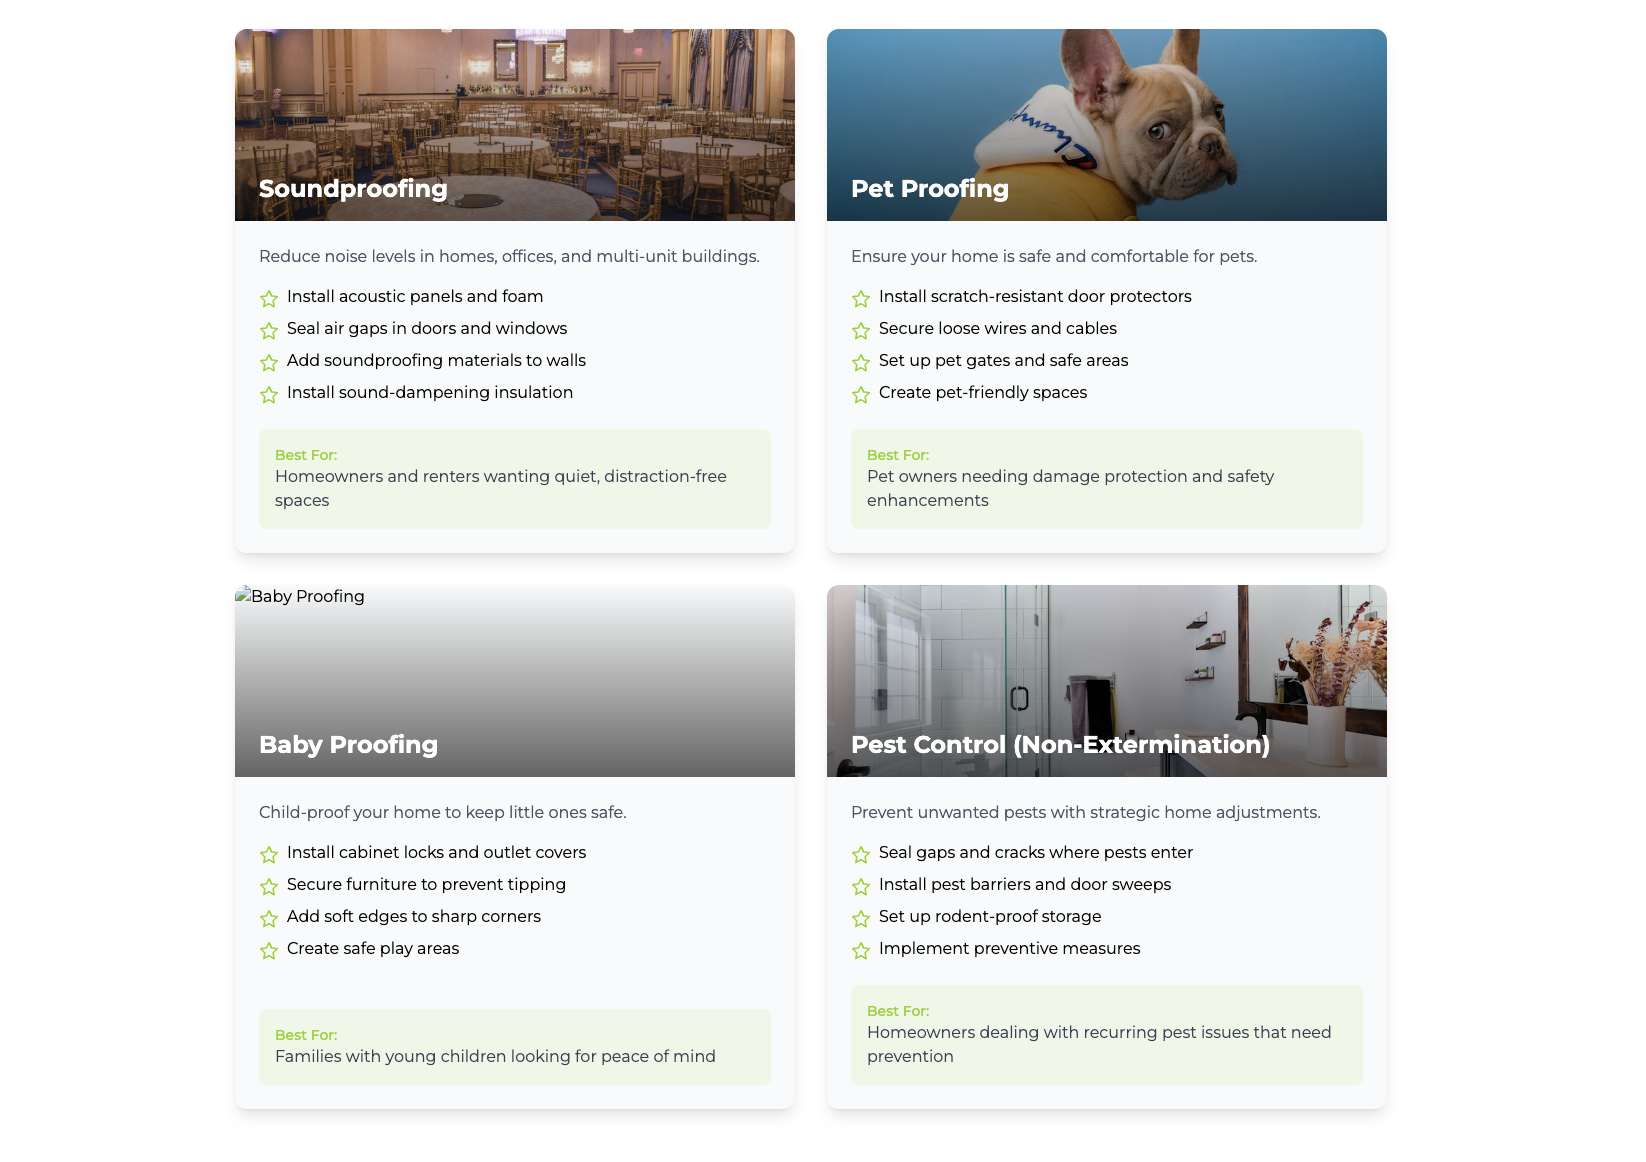 Soundproofing
Reduce noise levels in homes, offices, and multi-unit buildings.
Install acoustic panels and foam
Seal air gaps in doors and windows
Add soundproofing materials to walls
Install sound-dampening insulation
Best For:
Homeowners and renters wanting quiet, distraction-free
spaces
Pet Proofing
Ensure your home is safe and comfortable for pets.
Install scratch-resistant door protectors
Secure loose wires and cables
Set up pet gates and safe areas
Create pet-friendly spaces
Best For:
Pet owners needing damage protection and safety
enhancements
Baby Proofing
Baby Proofing
Child-proof your home to keep little ones safe.
Install cabinet locks and outlet covers
Secure furniture to prevent tipping
Add soft edges to sharp corners
Create safe play areas
Best For:
Families with young children looking for peace of mind
Pest Control (Non-Extermination)
Prevent unwanted pests with strategic home adjustments.
Seal gaps and cracks where pests enter
Install pest barriers and door sweeps
Set up rodent-proof storage
Implement preventive measures
Best For:
Homeowners dealing with recurring pest issues that need
prevention